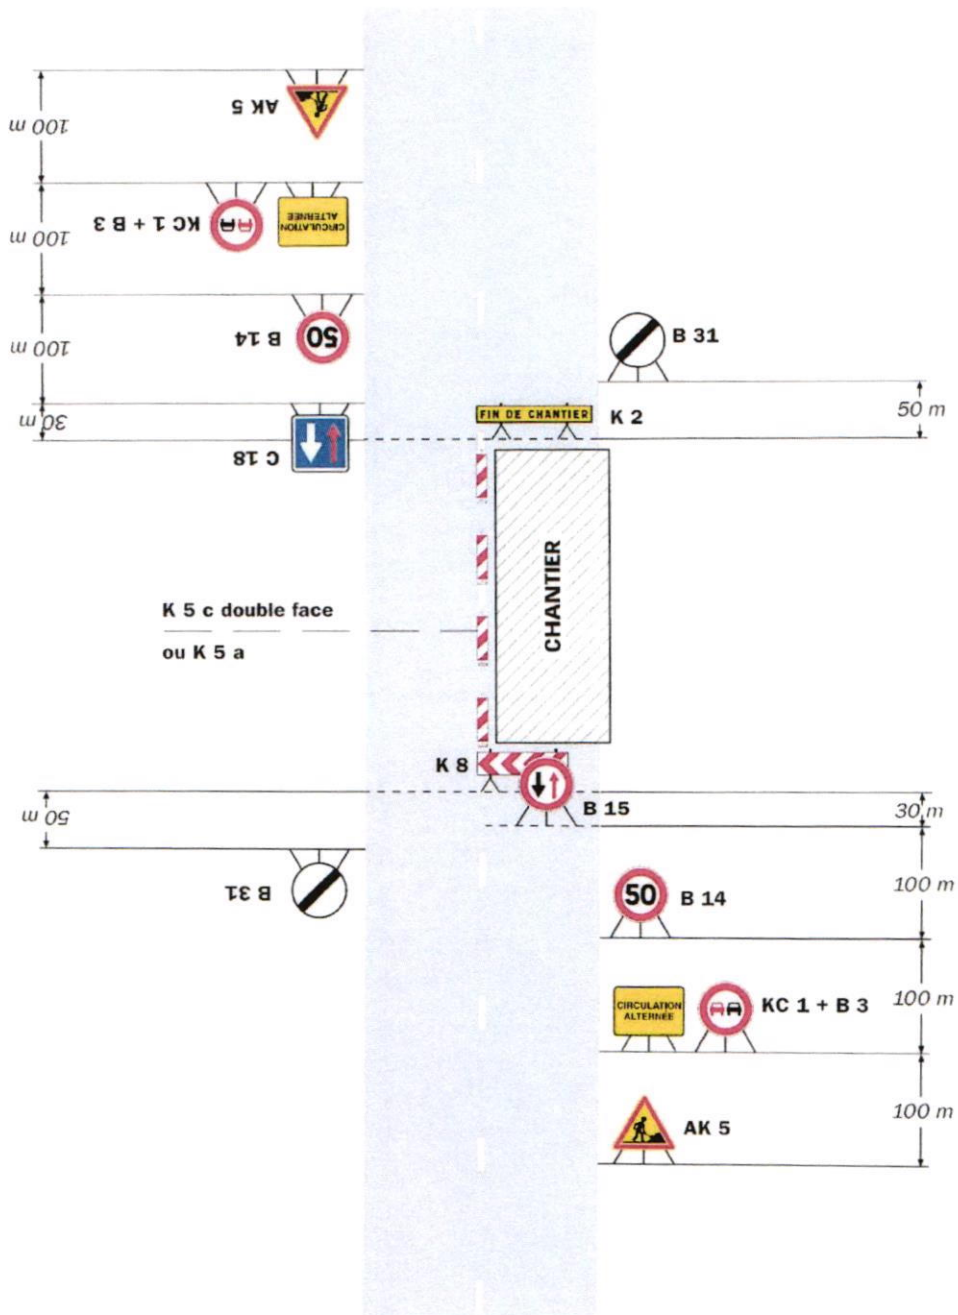 AK 5
100 m
KC 1 + B 3
CIRCULATION
ALTERNÉE
100 m
B 14
50
100 m
C 18
30 m
B 31
50 m
FIN DE CHANTIER
K 2
CHANTIER
K 5 c double face
ou K 5 a
K 8
B 15
30 m
50 m
B 31
50
B 14
100 m
CIRCULATION
ALTERNÉE
KC 1 + B 3
100 m
AK 5
100 m